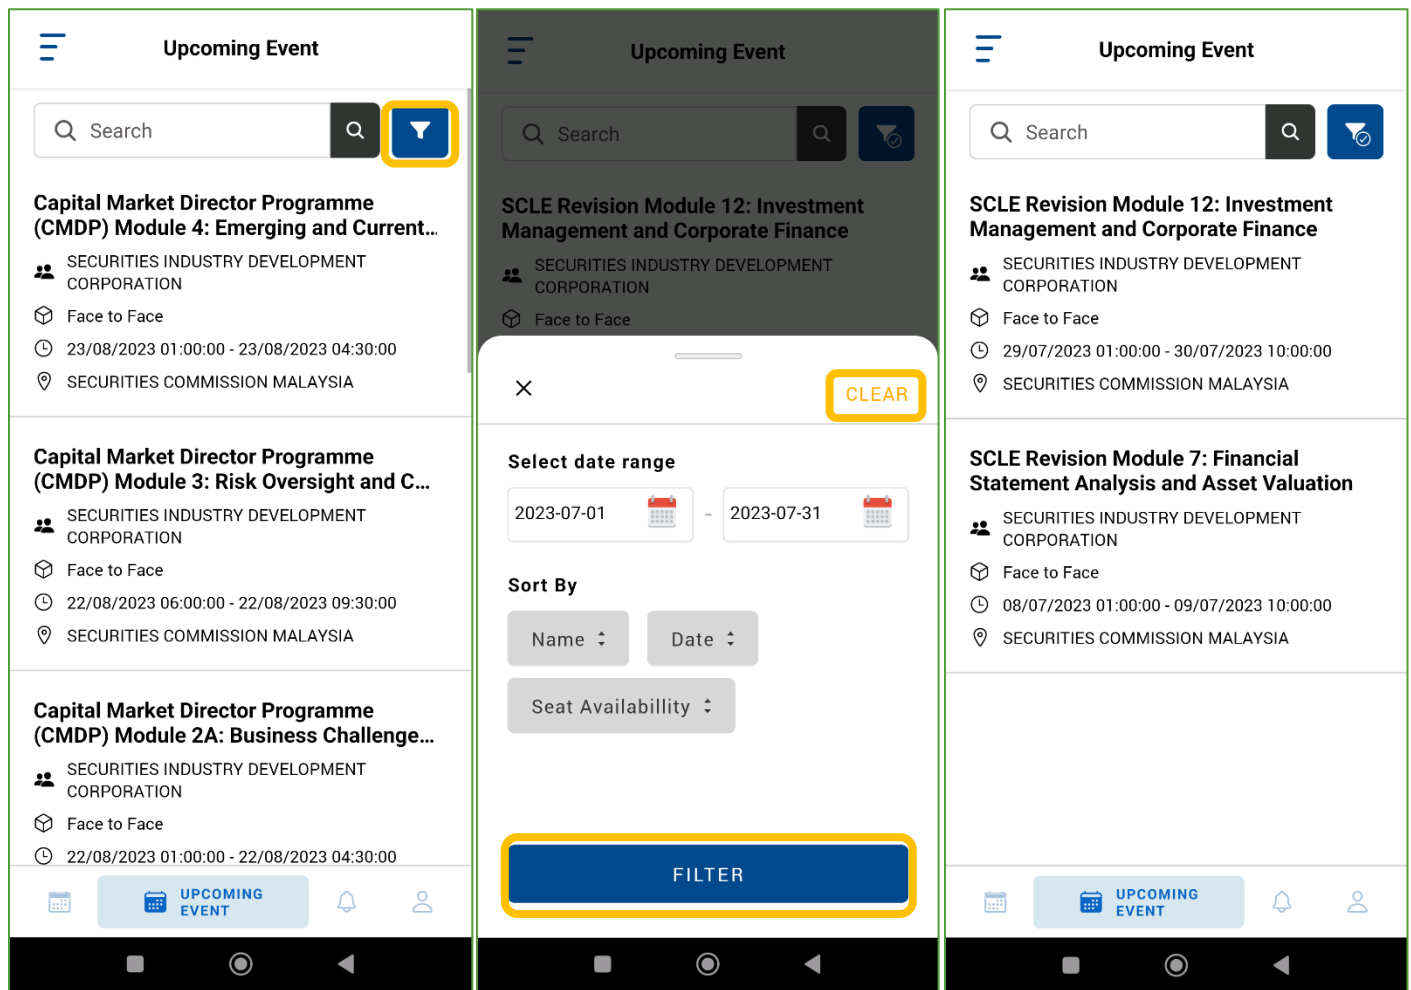 Upcoming Event
Search
Capital Market Director Programme
(CMDP) Module 4: Emerging and Current...
SECURITIES INDUSTRY DEVELOPMENT
CORPORATION
Face to Face
23/08/2023 01:00:00 - 23/08/2023 04:30:00
SECURITIES COMMISSION MALAYSIA
Capital Market Director Programme
(CMDP) Module 3: Risk Oversight and C...
SECURITIES INDUSTRY DEVELOPMENT
CORPORATION
Face to Face
22/08/2023 06:00:00 - 22/08/2023 09:30:00
SECURITIES COMMISSION MALAYSIA
Capital Market Director Programme
(CMDP) Module 2A: Business Challenge...
SECURITIES INDUSTRY DEVELOPMENT
CORPORATION
Face to Face
22/08/2023 01:00:00 - 22/08/2023 04:30:00
UPCOMING
EVENT
Upcoming Event
Search
SCLE Revision Module 12: Investment
Management and Corporate Finance
SECURITIES INDUSTRY DEVELOPMENT
CORPORATION
Face to Face
CLEAR
Select date range
2023-07-01 - 2023-07-31
Sort By
Name Date
Seat Availabillity
FILTER
Upcoming Event
Search
SCLE Revision Module 12: Investment
Management and Corporate Finance
SECURITIES INDUSTRY DEVELOPMENT
CORPORATION
Face to Face
29/07/2023 01:00:00 - 30/07/2023 10:00:00
SECURITIES COMMISSION MALAYSIA
SCLE Revision Module 7: Financial
Statement Analysis and Asset Valuation
SECURITIES INDUSTRY DEVELOPMENT
CORPORATION
Face to Face
08/07/2023 01:00:00 - 09/07/2023 10:00:00
SECURITIES COMMISSION MALAYSIA
UPCOMING
EVENT